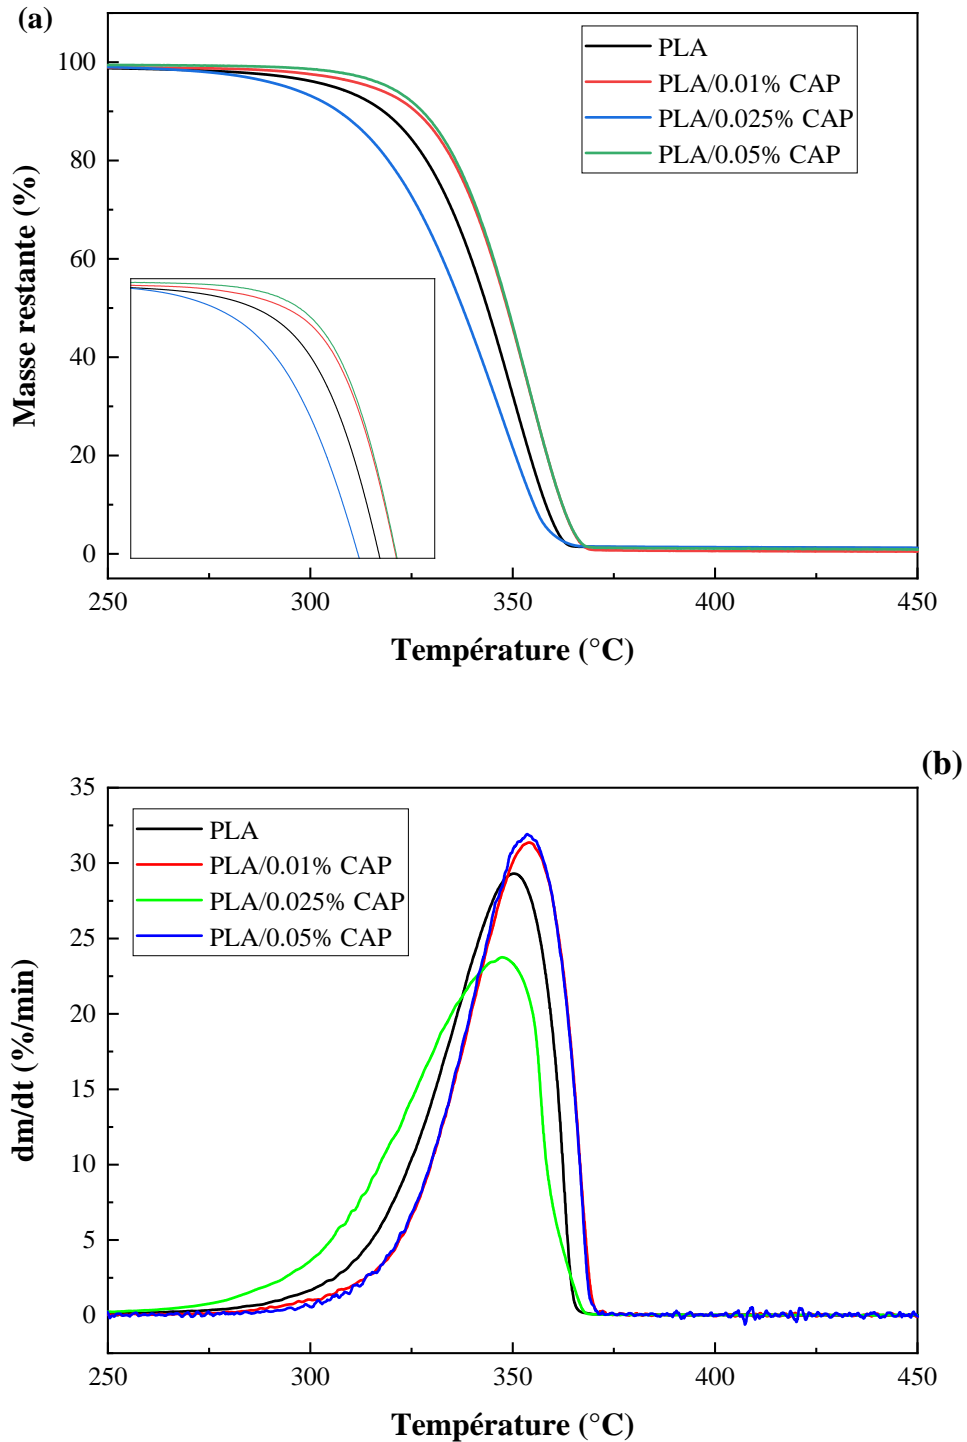 (a)
PLA
PLA/0.01% CAP
PLA/0.025% CAP
PLA/0.05% CAP
100
80
60
40
20
0
Masse restante (%)
250
300
350
400
450
Température (°C)
(b)
35
30
25
20
15
10
5
0
PLA
PLA/0.01% CAP
PLA/0.025% CAP
PLA/0.05% CAP
dm/dt (%/min)
250
300
350
400
450
Température (°C)